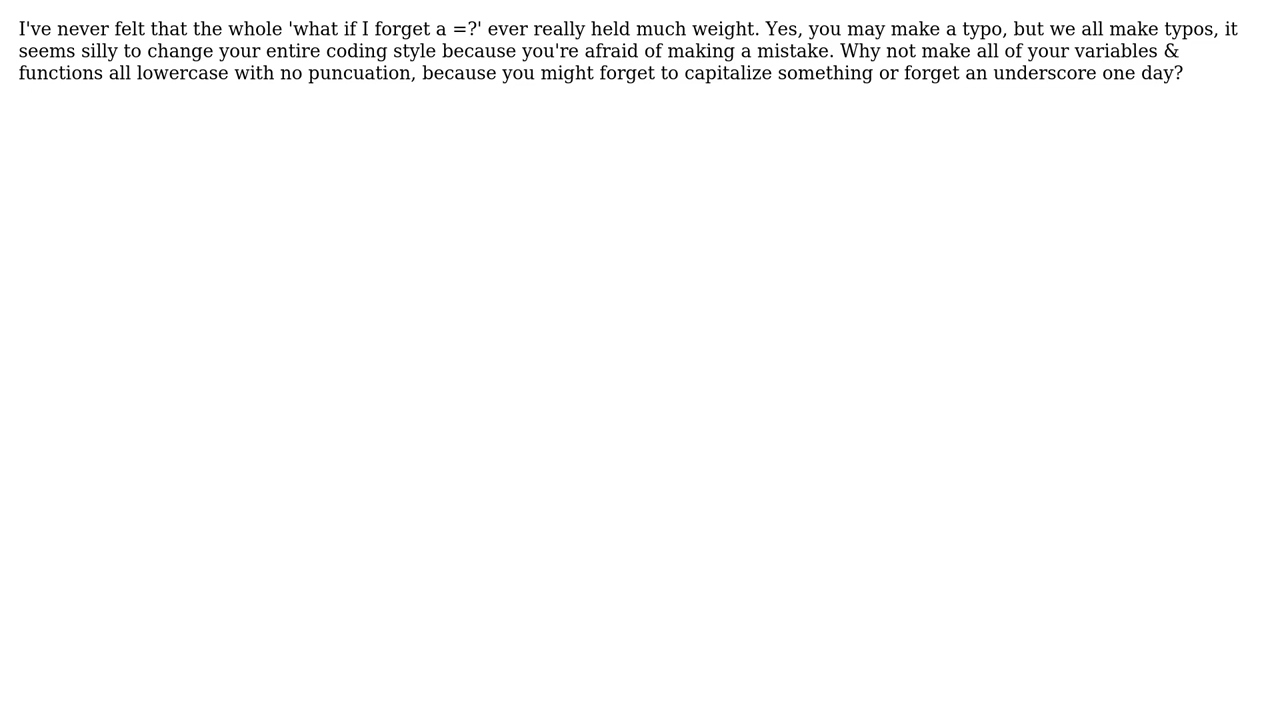 I've never felt that the whole 'what if I forget a =?' ever really held much weight. Yes, you may make a typo, but we all make typos, it
seems silly to change your entire coding style because you're afraid of making a mistake. Why not make all of your variables &
functions all lowercase with no puncuation, because you might forget to capitalize something or forget an underscore one day?